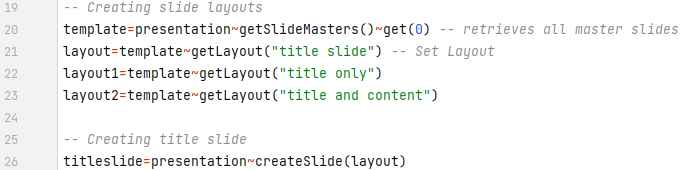 19 -- Creating slide layouts
20 template=presentation~getSlideMasters()~get(0) -- retrieves all master slides
21 layout=template~getLayout("title slide") -- Set Layout
22 layout1=template~getLayout("title only")
23 layout2=template~getLayout("title and content")
24
25 -- Creating title slide
26 titleslide=presentation~createSlide(layout)